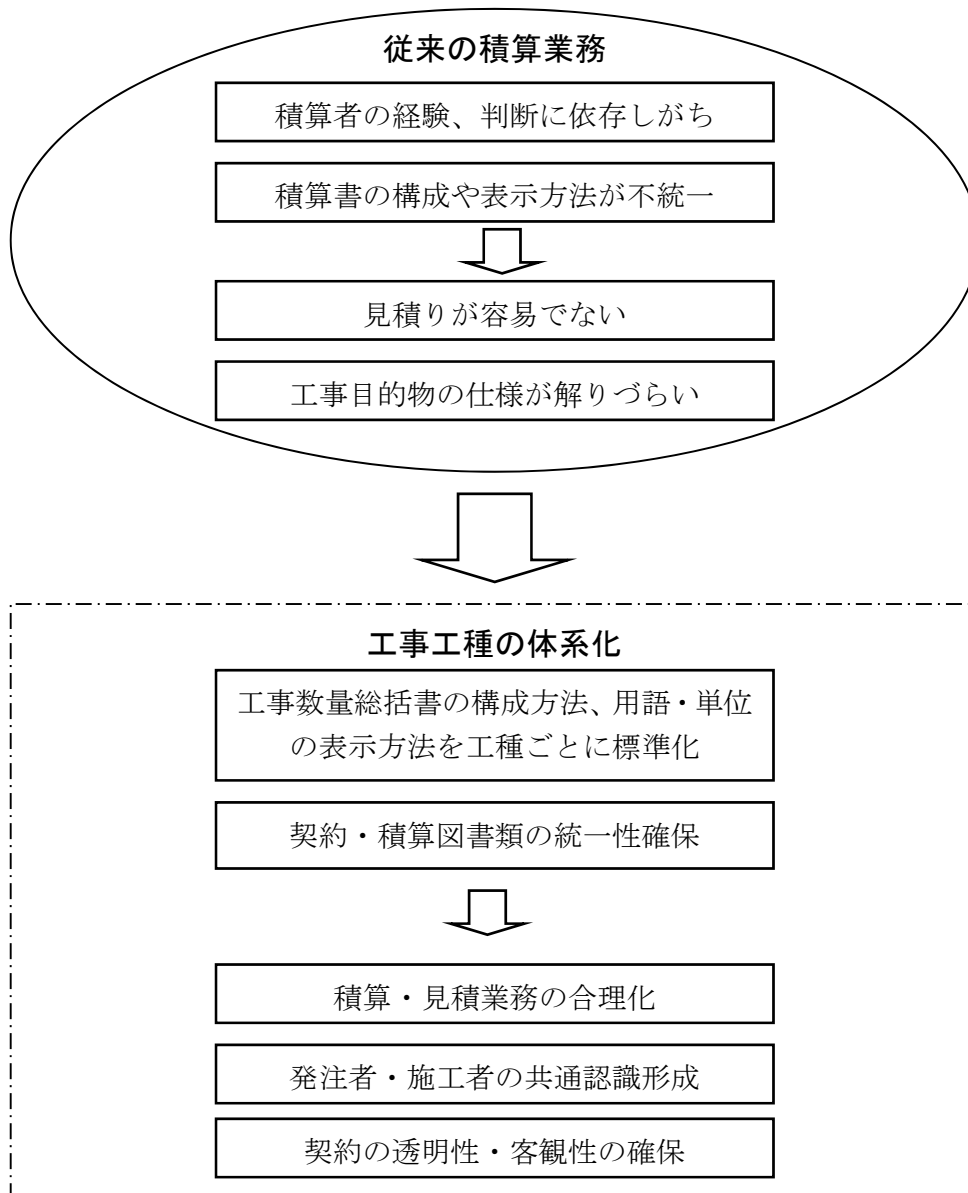 従来の積算業務
積算者の経験、判断に依存しがち
積算書の構成や表示方法が不統一
見積りが容易でない
工事目的物の仕様が解りづらい
工事工種の体系化
工事数量総括書の構成方法、用語・単位
の表示方法を工種ごとに標準化
契約・積算図書類の統一性確保
積算・見積業務の合理化
発注者・施工者の共通認識形成
契約の透明性・客観性の確保